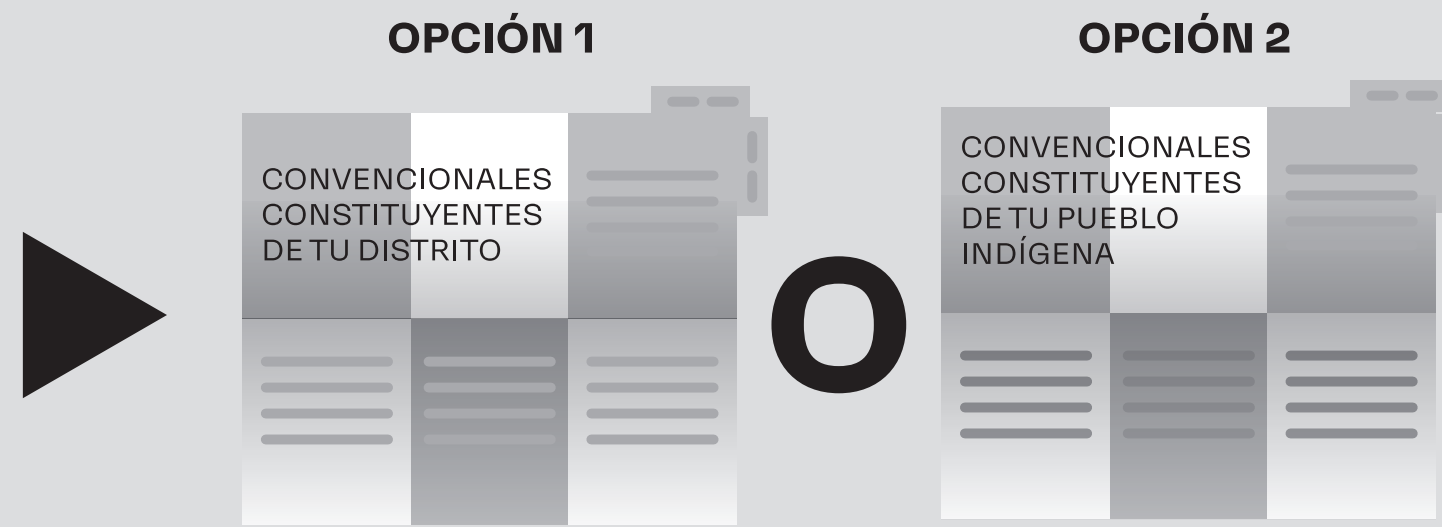 OPCIÓN 1
CONVENCIONALES
CONSTITUYENTES
DE TU DISTRITO
O
OPCIÓN 2
CONVENCIONALES
CONSTITUYENTES
DE TU PUEBLO
INDÍGENA